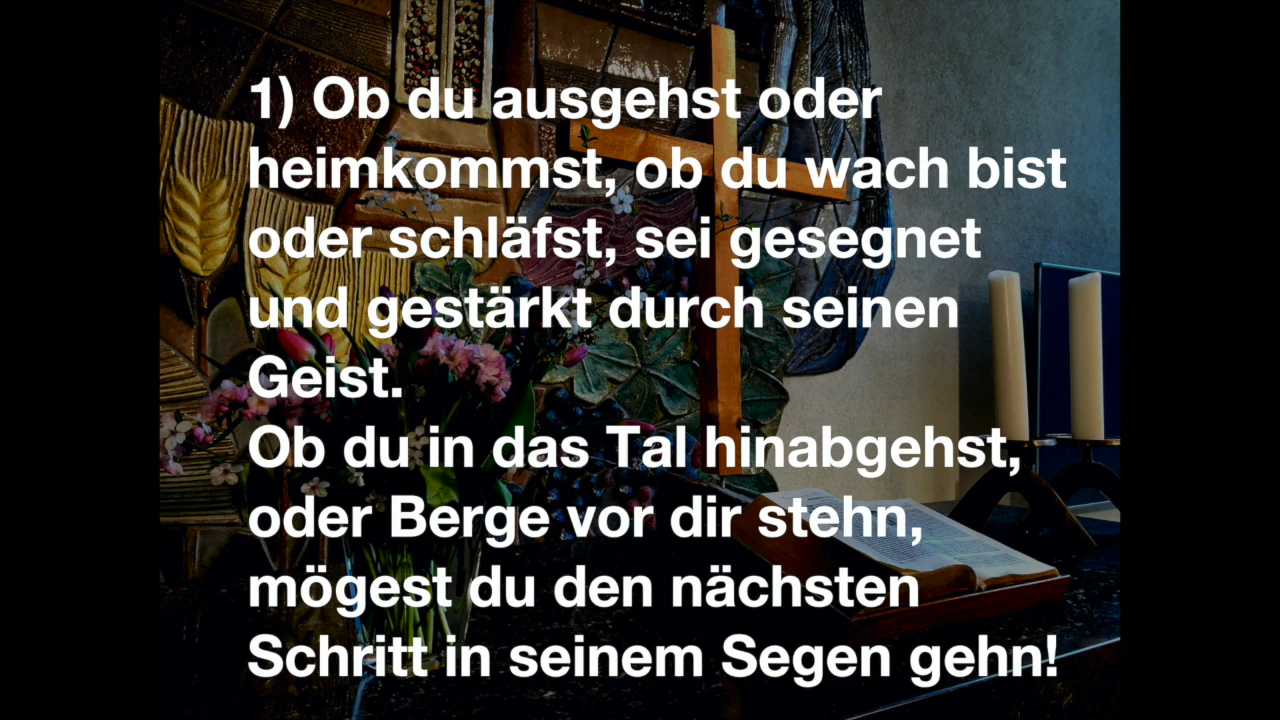 1) Ob du ausgehst oder
heimkommst, ob du wach bist
oder schläfst, sei gesegnet
und gestärkt durch seinen
Geist.
Ob du in das Tal hinabgehst,
oder Berge vor dir stehn,
mögest du den nächsten
Schritt in seinem Segen gehn!